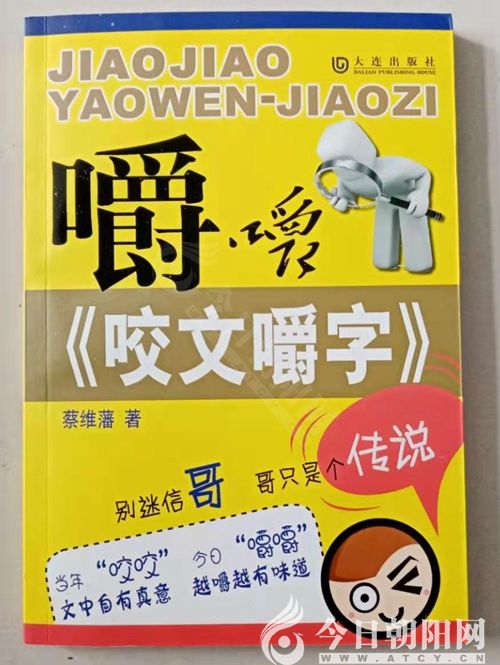 JIAOJIAO
大连出版社
DALIAN PUBLISHING HOUSE
YAOWEN-JIAOZI
嚼嚼
《咬文嚼字》
蔡维藩 著
别迷信哥 哥只是个传说
当年“咬咬”
文中自有真意
今日“嚼嚼”
越嚼越有味道
今日朝阳网
WWW.ATCY.CN